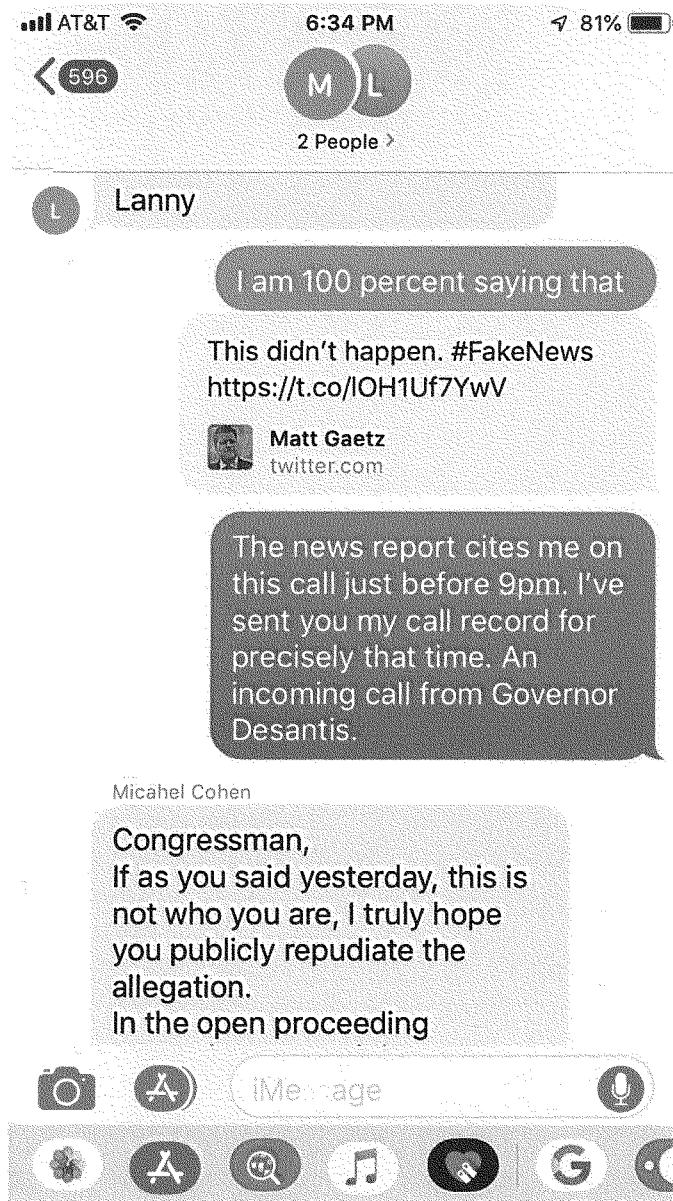 AT&T 6:34 PM 81%
596
M L
2 People >
L
Lanny
I am 100 percent saying that
This didn't happen. #FakeNews
https://t.co/lOH1Uf7YwV
Matt Gaetz
twitter.com
The news report cites me on
this call just before 9pm. I've
sent you my call record for
precisely that time. An
incoming call from Governor
Desantis.
Micahel Cohen
Congressman,
If as you said yesterday, this is
not who you are, I truly hope
you publicly repudiate the
allegation.
In the open proceeding
G